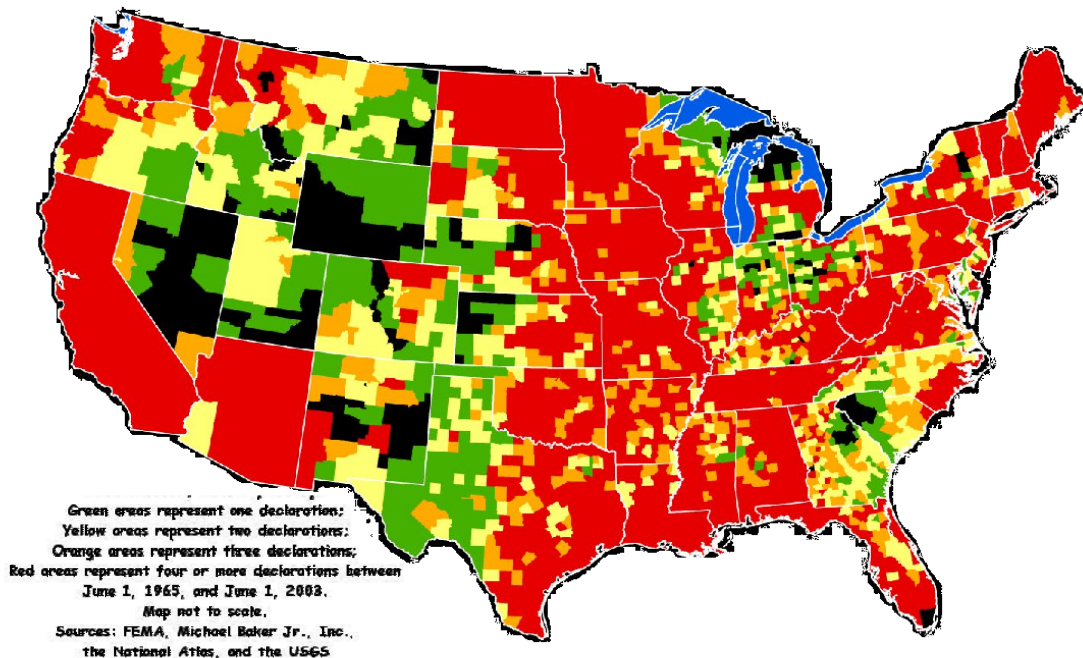 Green areas represent one declaration;
Yellow areas represent two declarations;
Orange areas represent three declarations;
Red areas represent four or more declarations between
June 1, 1965, and June 1, 2003.
Map not to scale.
Sources: FEMA, Michael Baker Jr., Inc.,
the National Atlas, and the USGS